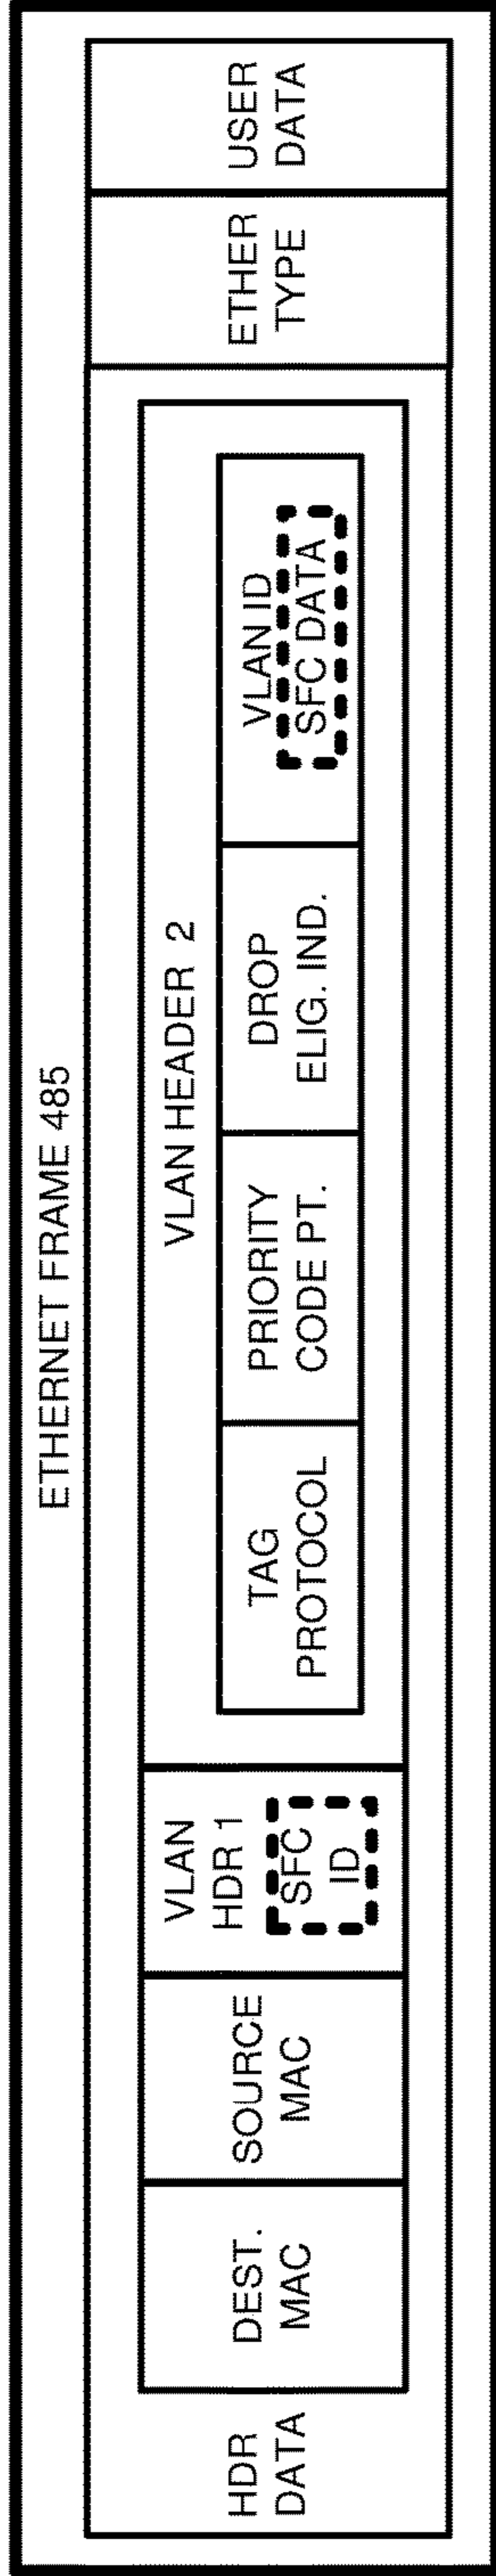 ETHERNET FRAME 485
HDR
DATA
DEST.
MAC
SOURCE
MAC
VLAN
HDR 1
SFC
ID
VLAN HEADER 2
TAG
PROTOCOL
PRIORITY
CODE PT.
DROP
ELIG. IND.
VLAN ID
SFC DATA
ETHER
TYPE
USER
DATA